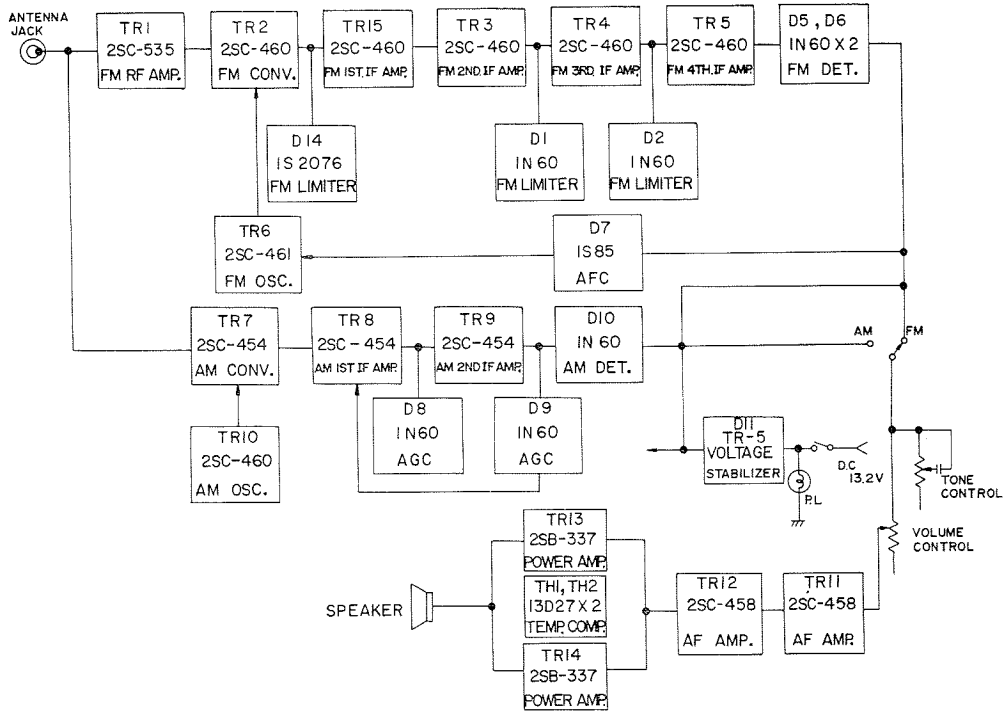 ANTENNA
JACK
TR1
2SC-535
FM RF AMP.
TR2
2SC-460
FM CONV.
TR15
2SC-460
FM 1ST. IF AMP.
TR3
2SC-460
FM 2ND. IF AMP.
TR4
2SC-460
FM 3RD. IF AMP.
TR5
2SC-460
FM 4TH. IF AMP.
D5, D6
IN60 X 2
FM DET.
D14
IS 2076
FM LIMITER
D1
IN 60
FM LIMITER
D2
IN 60
FM LIMITER
TR6
2SC-461
FM OSC.
D7
IS85
AFC
TR7
2SC-454
AM CONV.
TR8
2SC-454
AM 1ST IF AMP.
TR9
2SC-454
AM 2ND IF AMP.
D10
IN 60
AM DET.
AM
FM
TR10
2SC-460
AM OSC.
D8
IN60
AGC
D9
IN60
AGC
D11
TR-5
VOLTAGE
STABILIZER
P.L
D.C
13.2V
TONE
CONTROL
VOLUME
CONTROL
SPEAKER
TR13
2SB-337
POWER AMP.
TH1, TH2
13D27 X 2
TEMP. COMP.
TR14
2SB-337
POWER AMP.
TR12
2SC-458
AF AMP.
TR11
2SC-458
AF AMP.